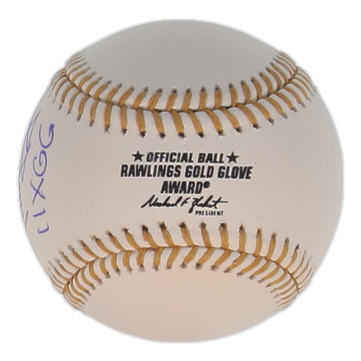 ★ OFFICIAL BALL ★
RAWLINGS GOLD GLOVE
AWARD®
PRESIDENT
11XGG